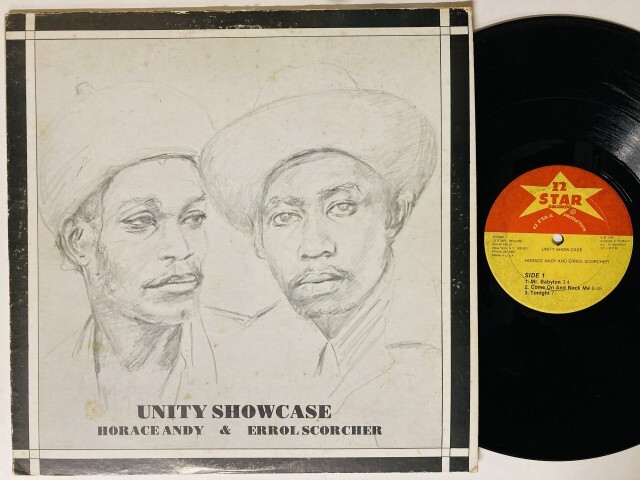 UNITY SHOWCASE
HORACE ANDY & ERROL SCORCHER
12
STAR
RECORDS
UNITY SHOW CASE
HORACE ANDY AND ERROL SCORCHER
SIDE 1
1. Mr. Babylon
2. Come On And Rock Me
3. Tonight